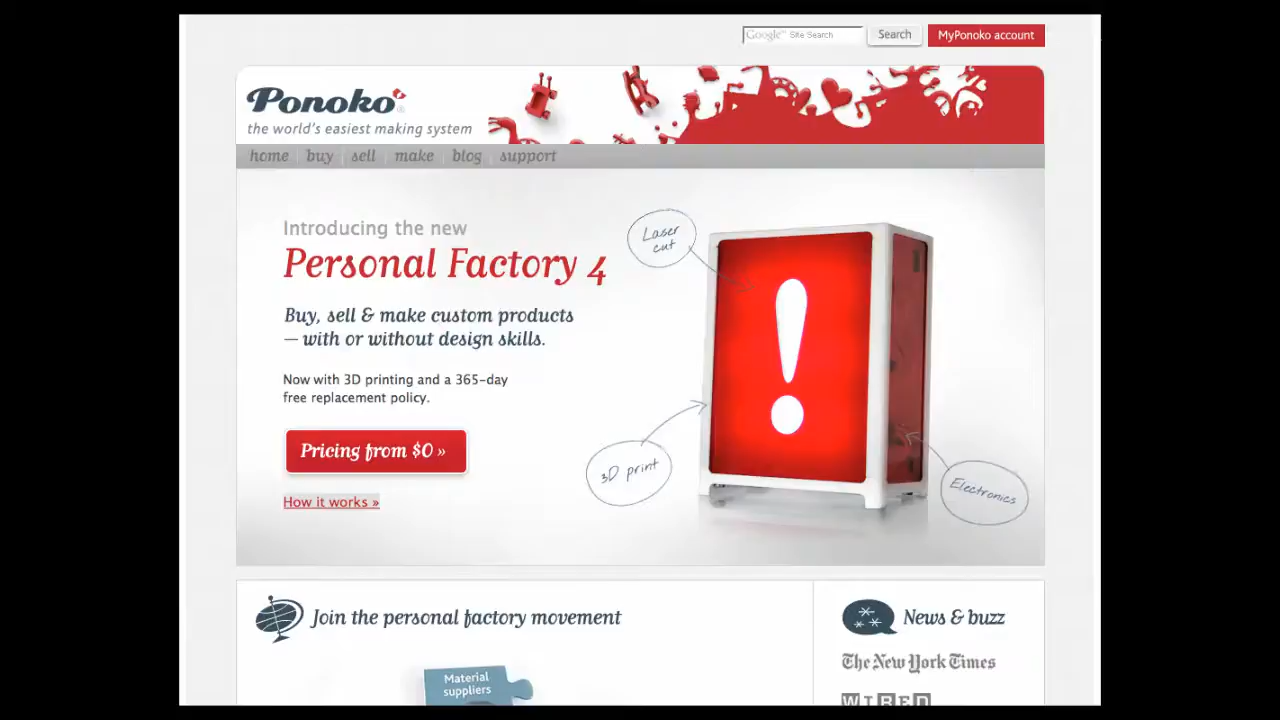 Google™ Site Search
Search
MyPonoko account
Ponoko
the world's easiest making system
home
buy
sell
make
blog
support
Introducing the new
Personal Factory 4
Buy, sell & make custom products
— with or without design skills.
Now with 3D printing and a 365-day
free replacement policy.
Pricing from $0 »
How it works »
Laser
cut
!
3D print
Electronics
Join the personal factory movement
Material
suppliers
News & buzz
The New York Times
WIRED